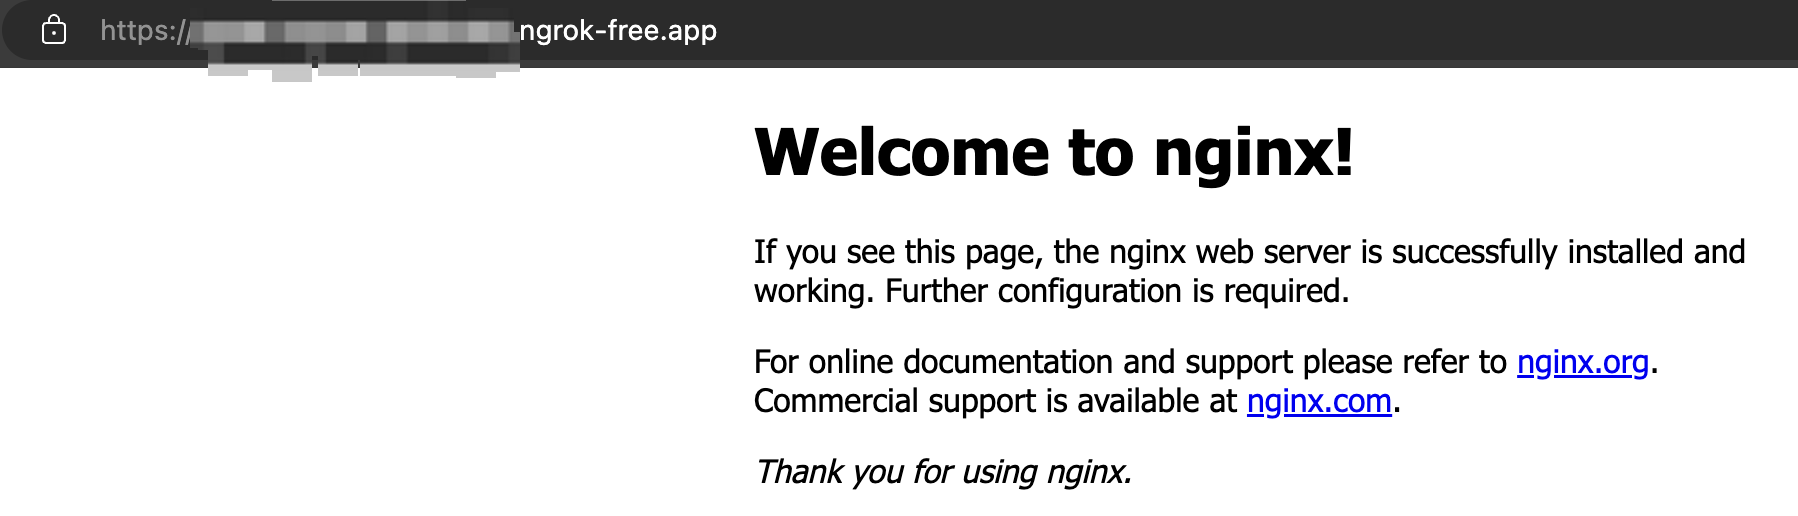 https://ngrok-free.app
Welcome to nginx!
If you see this page, the nginx web server is successfully installed and
working. Further configuration is required.
For online documentation and support please refer to nginx.org.
Commercial support is available at nginx.com.
Thank you for using nginx.